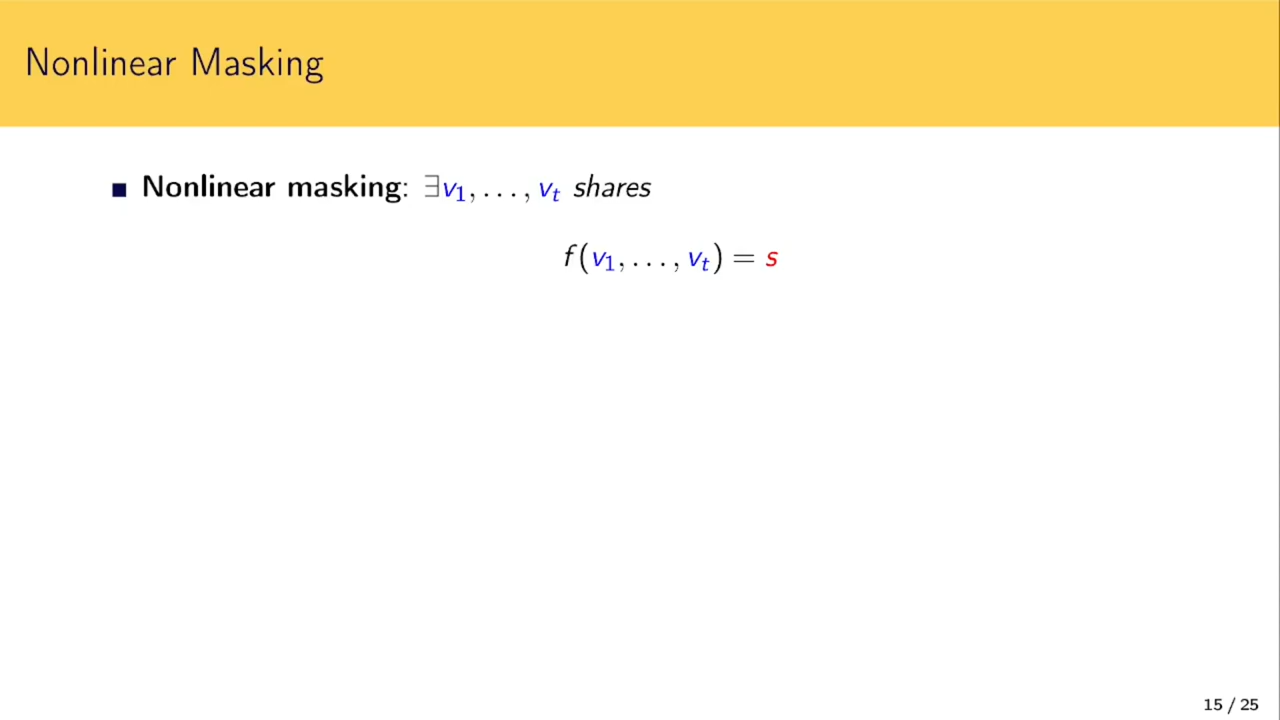 Nonlinear Masking
■ Nonlinear masking: ∃v₁, . . . , vₜ shares
f(v₁, . . . , vₜ) = s
15 / 25